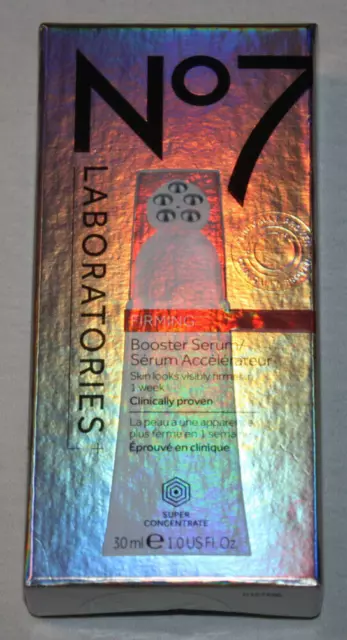 No7
LABORATORIES
FIRMING
Booster Serum/
Sérum Accélérateur
Skin looks visibly firmer in
1 week
Clinically proven
La peau a une apparence
plus ferme en 1 semaine
Éprouvé en clinique
SUPER
CONCENTRATE
30 ml e 1.0 US Fl. Oz.